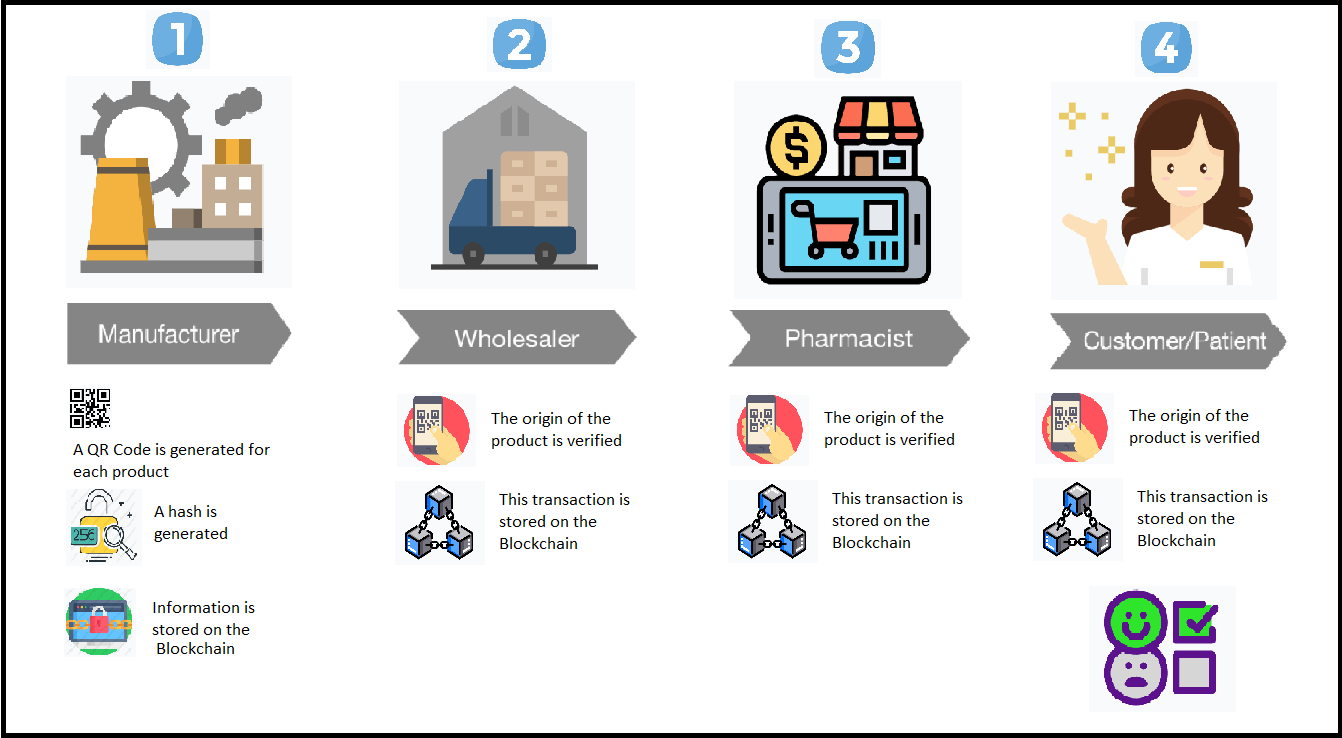 1
2
3
4
$
Manufacturer
Wholesaler
Pharmacist
Customer/Patient
A QR Code is generated for
each product
256
A hash is
generated
Information is
stored on the
Blockchain
The origin of the
product is verified
This transaction is
stored on the
Blockchain
The origin of the
product is verified
This transaction is
stored on the
Blockchain
The origin of the
product is verified
This transaction is
stored on the
Blockchain